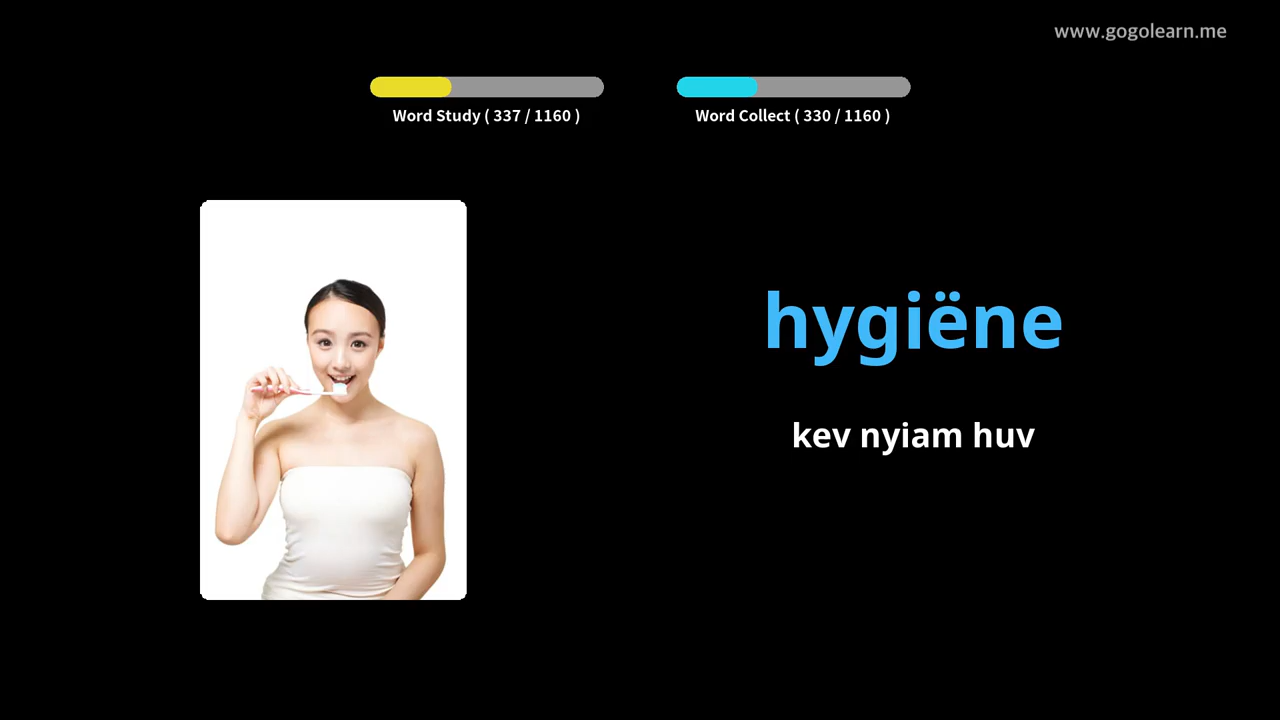 www.gogolearn.me
Word Study ( 337 / 1160 )
Word Collect ( 330 / 1160 )
hygiëne
kev nyiam huv